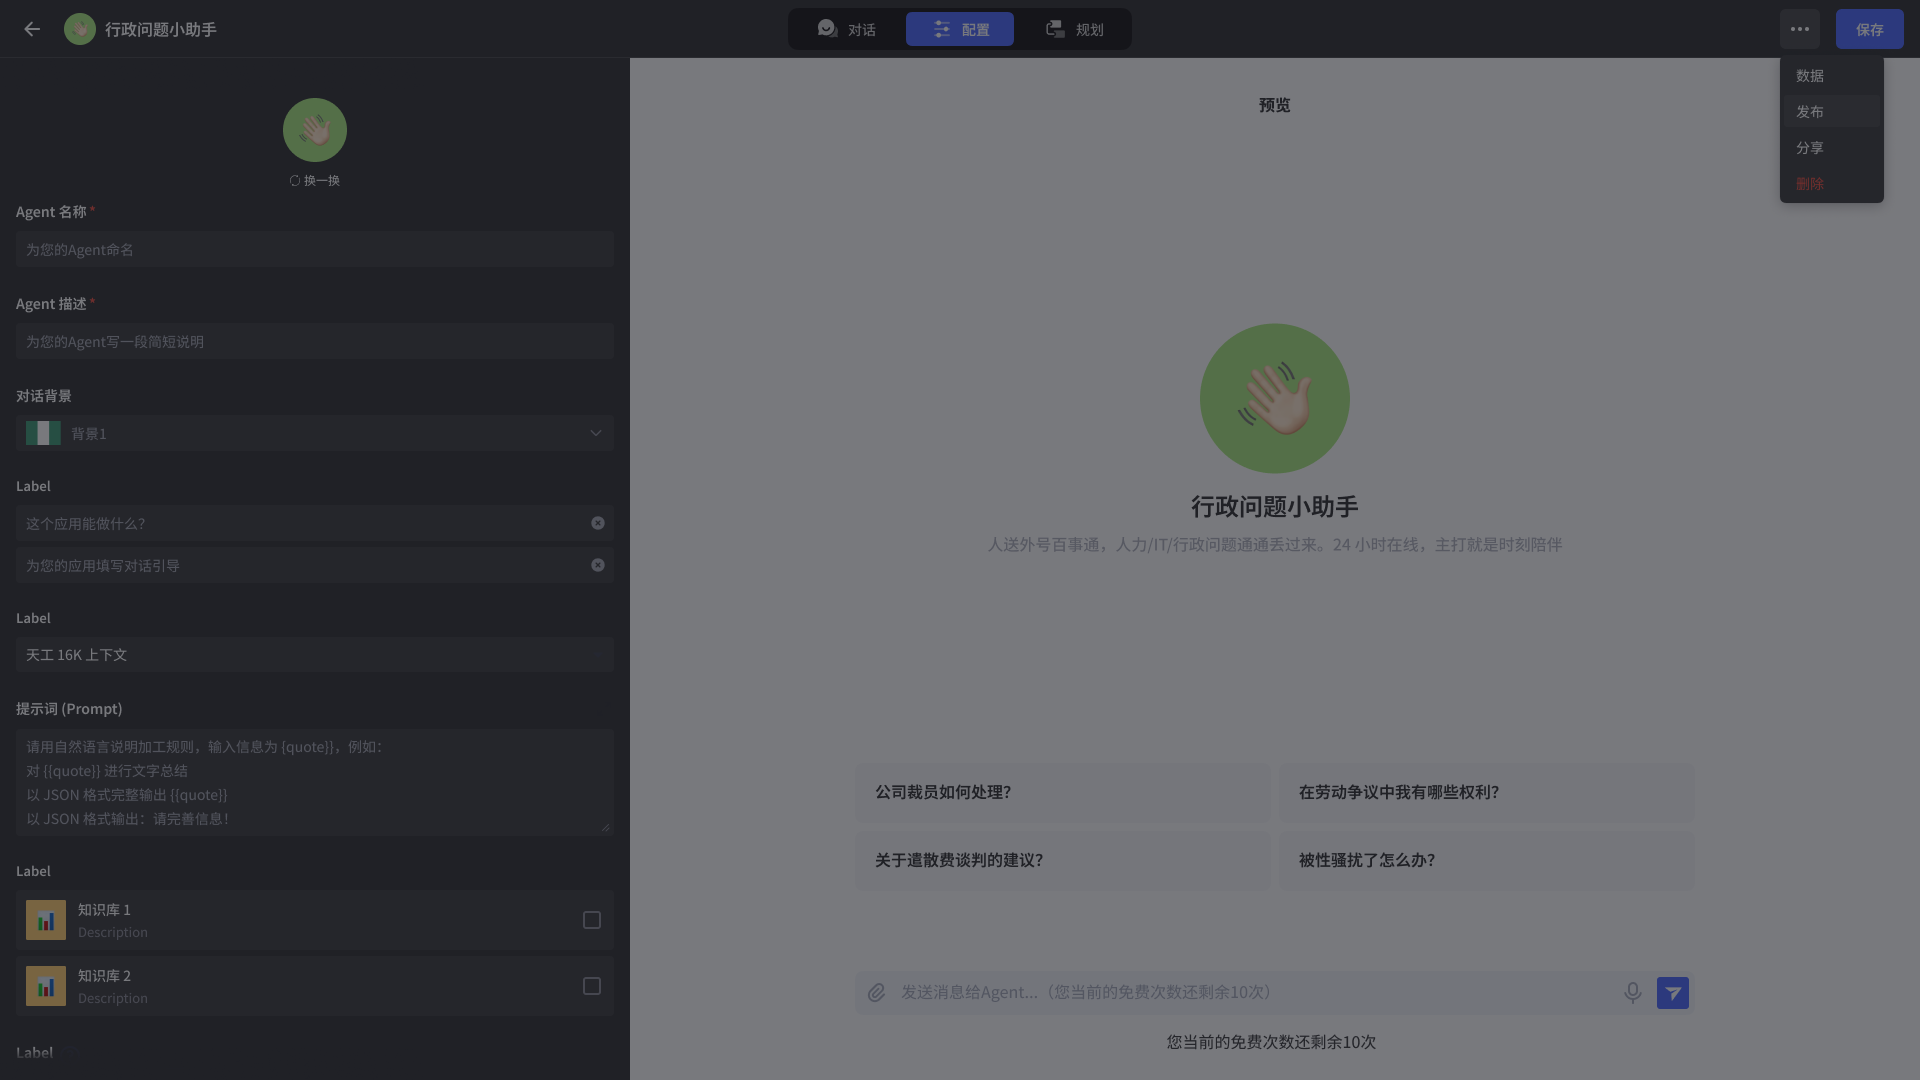 行政问题小助手
对话
配置
规划
保存
数据
发布
分享
删除
换一换
Agent 名称 *
为您的Agent命名
Agent 描述 *
为您的Agent写一段简短说明
对话背景
背景1
Label
这个应用能做什么?
为您的应用填写对话引导
Label
天工 16K 上下文
提示词 (Prompt)
请用自然语言说明加工规则，输入信息为 {quote}}，例如：
对 {{quote}} 进行文字总结
以 JSON 格式完整输出 {{quote}}
以 JSON 格式输出：请完善信息！
Label
知识库 1
Description
知识库 2
Description
Label
预览
行政问题小助手
人送外号百事通，人力/IT/行政问题通通丢过来。24 小时在线，主打就是时刻陪伴
公司裁员如何处理?
在劳动争议中我有哪些权利?
关于遣散费谈判的建议?
被性骚扰了怎么办?
发送消息给Agent...（您当前的免费次数还剩余10次）
您当前的免费次数还剩余10次